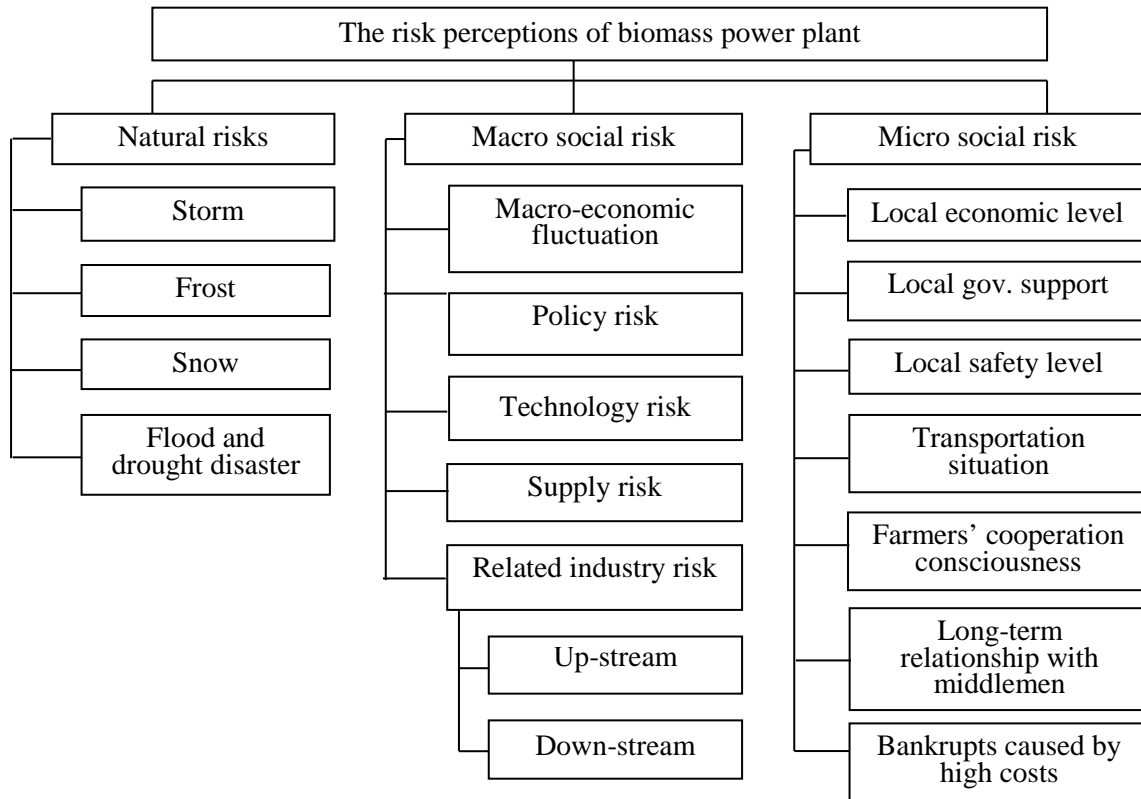 The risk perceptions of biomass power plant
Natural risks
Storm
Frost
Snow
Flood and
drought disaster
Macro social risk
Macro-economic
fluctuation
Policy risk
Technology risk
Supply risk
Related industry risk
Up-stream
Down-stream
Micro social risk
Local economic level
Local gov. support
Local safety level
Transportation
situation
Farmers’ cooperation
consciousness
Long-term
relationship with
middlemen
Bankrupts caused by
high costs